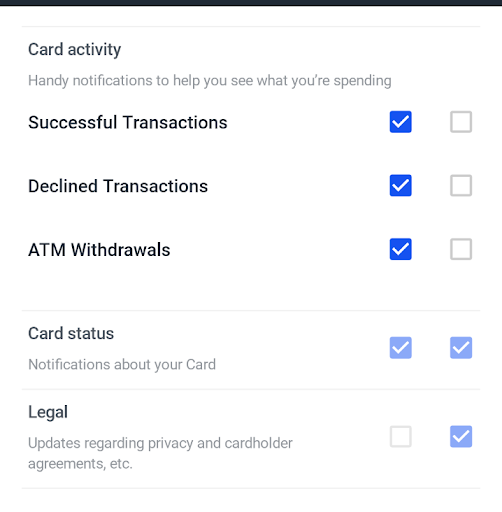 Card activity
Handy notifications to help you see what you're spending
Successful Transactions
Declined Transactions
ATM Withdrawals
Card status
Notifications about your Card
Legal
Updates regarding privacy and cardholder
agreements, etc.